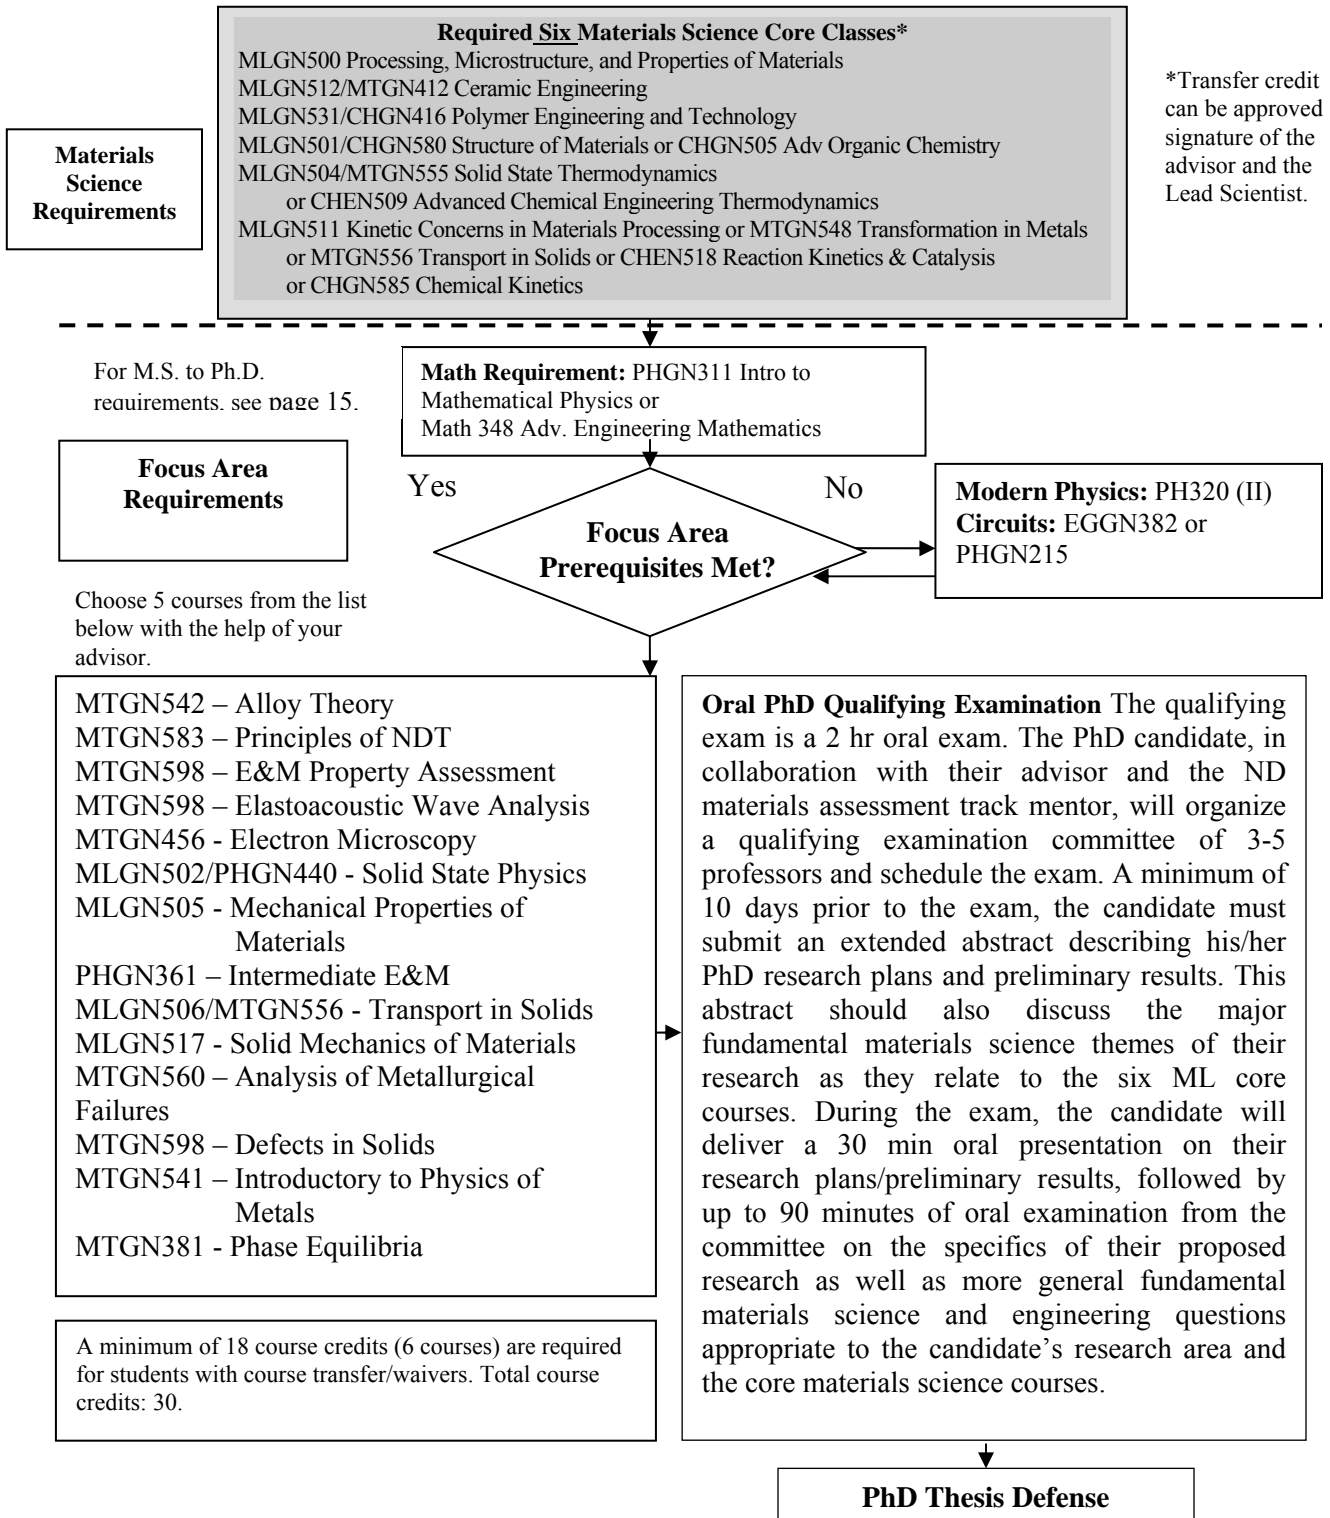 Required Six Materials Science Core Classes*
MLGN500 Processing, Microstructure, and Properties of Materials
MLGN512/MTGN412 Ceramic Engineering
MLGN531/CHGN416 Polymer Engineering and Technology
MLGN501/CHGN580 Structure of Materials or CHGN505 Adv Organic Chemistry
MLGN504/MTGN555 Solid State Thermodynamics
or CHEN509 Advanced Chemical Engineering Thermodynamics
MLGN511 Kinetic Concerns in Materials Processing or MTGN548 Transformation in Metals
or MTGN556 Transport in Solids or CHEN518 Reaction Kinetics & Catalysis
or CHGN585 Chemical Kinetics
*Transfer credit
can be approved
signature of the
advisor and the
Lead Scientist.
Materials
Science
Requirements
For M.S. to Ph.D.
requirements, see page 15.
Math Requirement: PHGN311 Intro to
Mathematical Physics or
Math 348 Adv. Engineering Mathematics
Focus Area
Requirements
Yes
No
Focus Area
Prerequisites Met?
Modern Physics: PH320 (II)
Circuits: EGGN382 or
PHGN215
Choose 5 courses from the list
below with the help of your
advisor.
MTGN542 – Alloy Theory
MTGN583 – Principles of NDT
MTGN598 – E&M Property Assessment
MTGN598 – Elastoacoustic Wave Analysis
MTGN456 - Electron Microscopy
MLGN502/PHGN440 - Solid State Physics
MLGN505 - Mechanical Properties of
Materials
PHGN361 – Intermediate E&M
MLGN506/MTGN556 - Transport in Solids
MLGN517 - Solid Mechanics of Materials
MTGN560 – Analysis of Metallurgical
Failures
MTGN598 – Defects in Solids
MTGN541 – Introductory to Physics of
Metals
MTGN381 - Phase Equilibria
Oral PhD Qualifying Examination The qualifying
exam is a 2 hr oral exam. The PhD candidate, in
collaboration with their advisor and the ND
materials assessment track mentor, will organize
a qualifying examination committee of 3-5
professors and schedule the exam. A minimum of
10 days prior to the exam, the candidate must
submit an extended abstract describing his/her
PhD research plans and preliminary results. This
abstract should also discuss the major
fundamental materials science themes of their
research as they relate to the six ML core
courses. During the exam, the candidate will
deliver a 30 min oral presentation on their
research plans/preliminary results, followed by
up to 90 minutes of oral examination from the
committee on the specifics of their proposed
research as well as more general fundamental
materials science and engineering questions
appropriate to the candidate’s research area and
the core materials science courses.
A minimum of 18 course credits (6 courses) are required
for students with course transfer/waivers. Total course
credits: 30.
PhD Thesis Defense